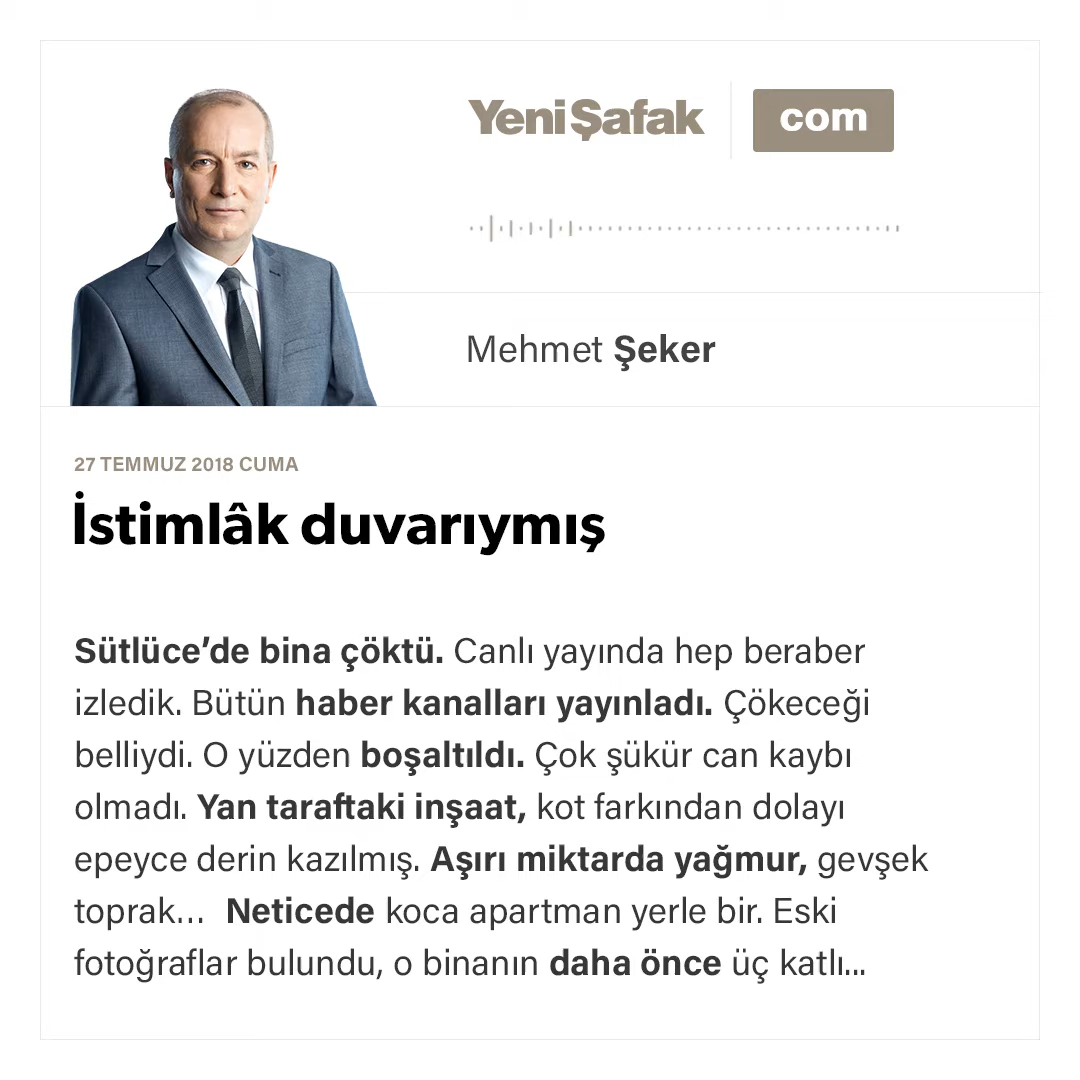 YeniŞafak com
Mehmet Şeker
27 TEMMUZ 2018 CUMA
İstimlâk duvarıymış
Sütlüce’de bina çöktü. Canlı yayında hep beraber
izledik. Bütün haber kanalları yayınladı. Çökeceği
belliydi. O yüzden boşaltıldı. Çok şükür can kaybı
olmadı. Yan taraftaki inşaat, kot farkından dolayı
epeyce derin kazılmış. Aşırı miktarda yağmur, gevşek
toprak… Neticede koca apartman yerle bir. Eski
fotoğraflar bulundu, o binanın daha önce üç katlı...